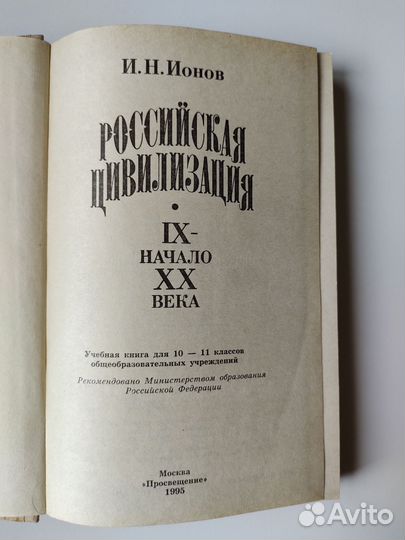 И.Н.Ионов
РОССИЙСКАЯ
ЦИВИЛИЗАЦИЯ
•
IX-
НАЧАЛО
XX
ВЕКА
Учебная книга для 10 — 11 классов
общеобразовательных учреждений
Рекомендовано Министерством образования
Российской Федерации
Москва
«Просвещение»
1995
Avito